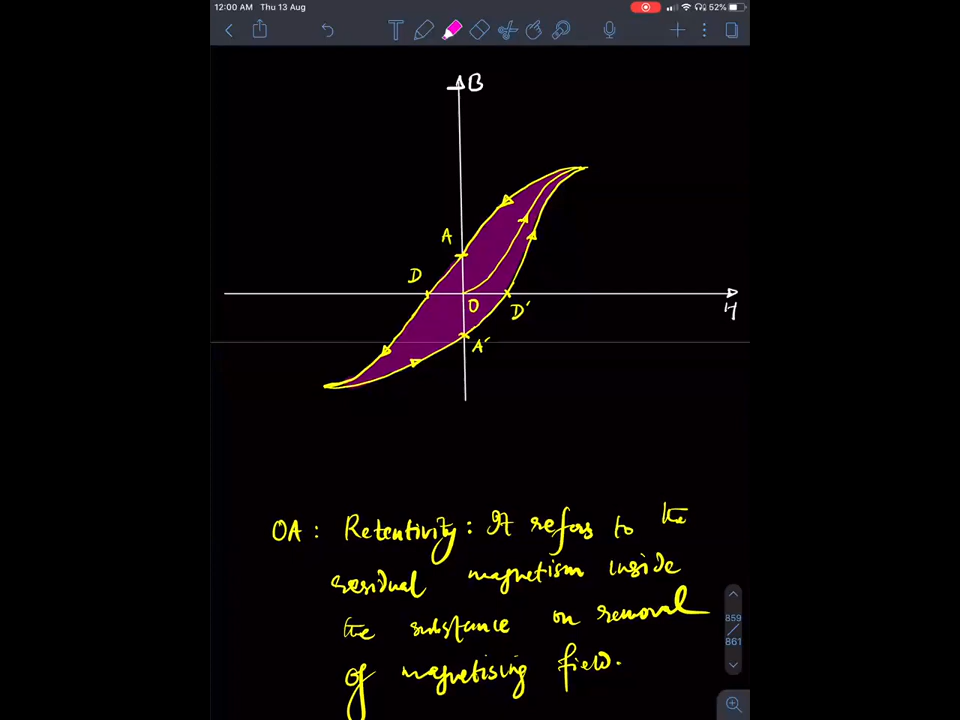 12:00 AM Thu 13 Aug 52%
T
B
A
D
O
D'
H
A'
OA : Retentivity : It refers to the
residual magnetism inside
the substance on removal
of magnetising field.
859
861